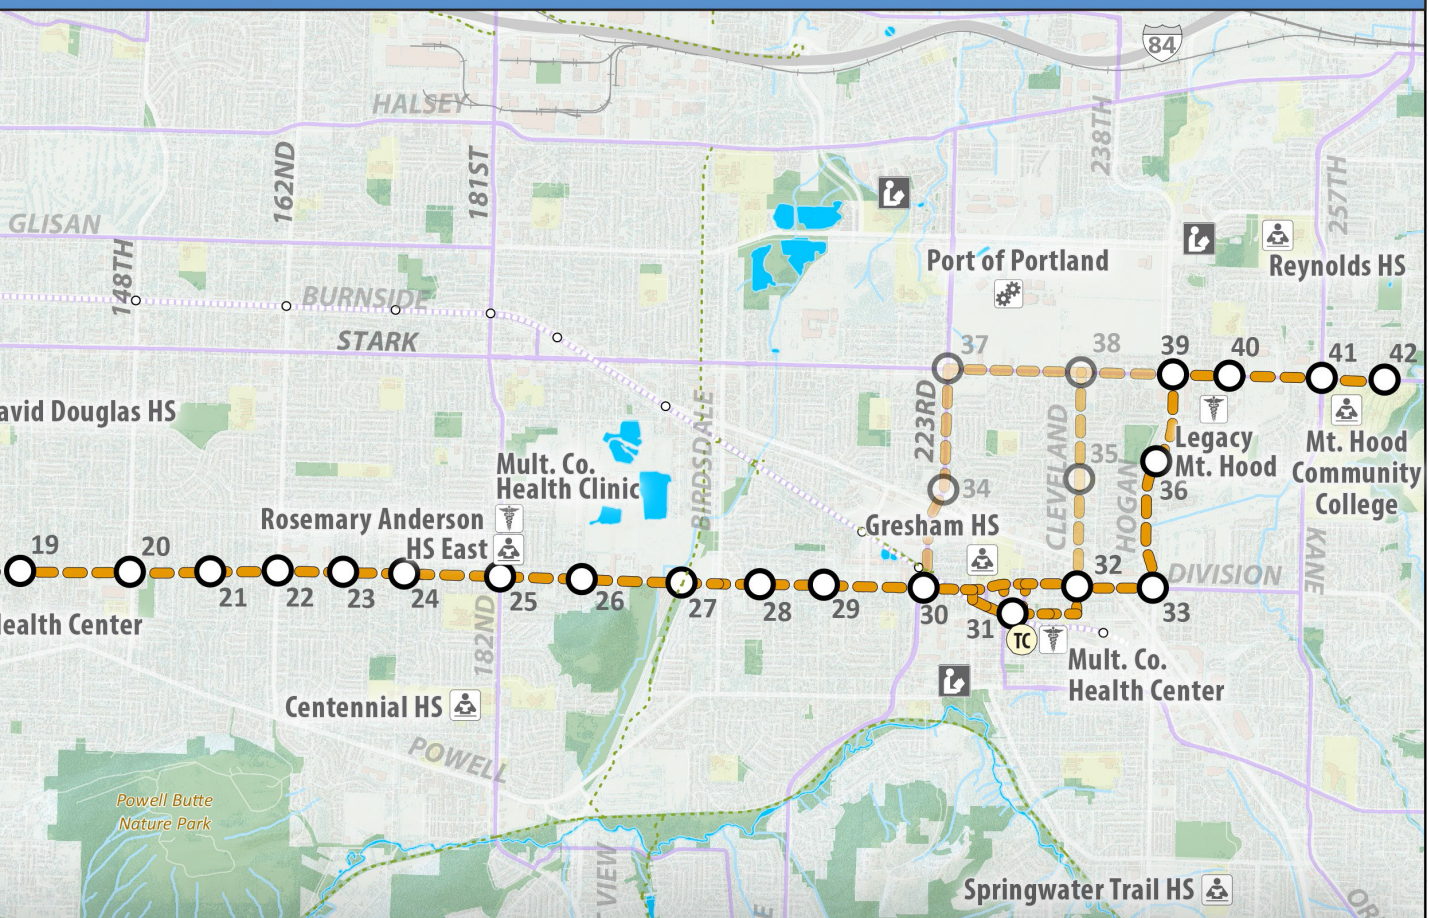 84
HALSEY
238TH
162ND
181ST
257TH
GLISAN
148TH
Port of Portland
Reynolds HS
BURNSIDE
STARK
37
38
39
40
41
42
avid Douglas HS
223RD
BIRDSDALE
CLEVELAND
HOGAN
35
Legacy
Mt. Hood
Mt. Hood
Community
College
Mult. Co.
Health Clinic
34
36
Rosemary Anderson
HS East
Gresham HS
KANE
19
20
21
22
23
24
25
26
27
28
29
30
31
32
33
DIVISION
ealth Center
182ND
TC
Mult. Co.
Health Center
Centennial HS
POWELL
Powell Butte
Nature Park
VIEW
Springwater Trail HS